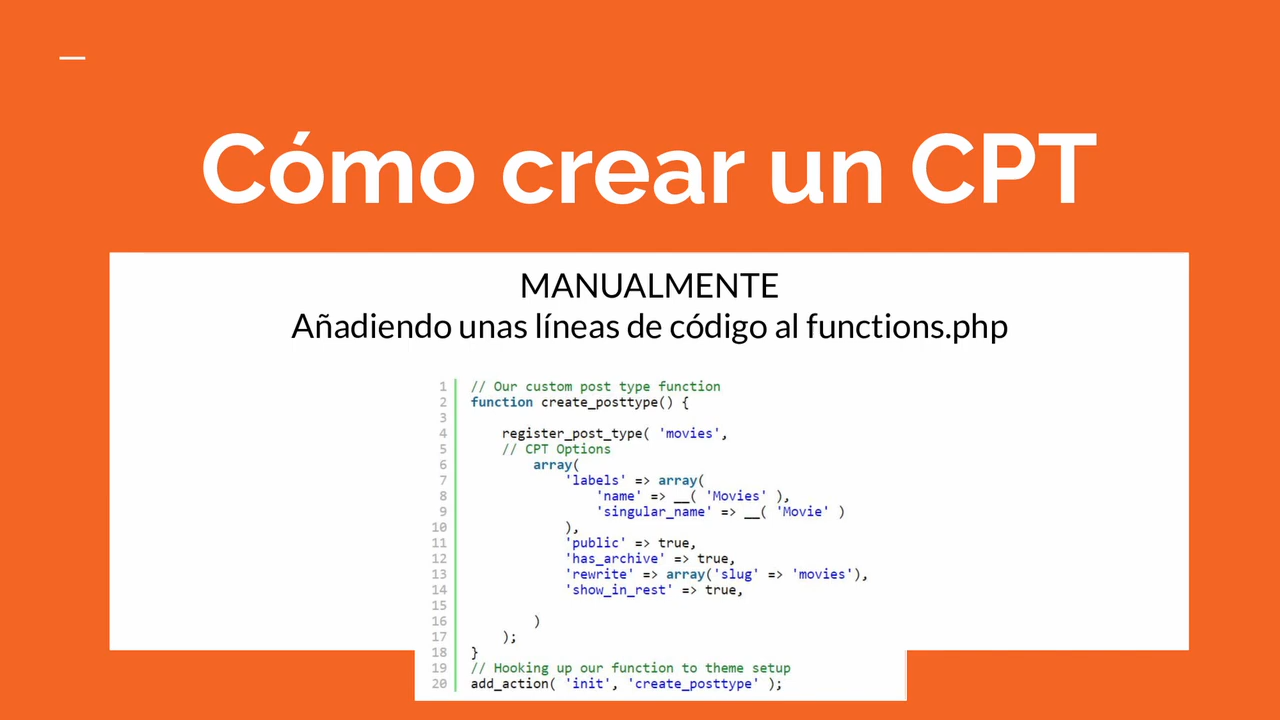 Cómo crear un CPT
MANUALMENTE
Añadiendo unas líneas de código al functions.php
1 // Our custom post type function
2 function create_posttype() {
3
4 register_post_type( 'movies',
5 // CPT Options
6 array(
7 'labels' => array(
8 'name' => __( 'Movies' ),
9 'singular_name' => __( 'Movie' )
10 ),
11 'public' => true,
12 'has_archive' => true,
13 'rewrite' => array('slug' => 'movies'),
14 'show_in_rest' => true,
15
16 )
17 );
18 }
19 // Hooking up our function to theme setup
20 add_action( 'init', 'create_posttype' );